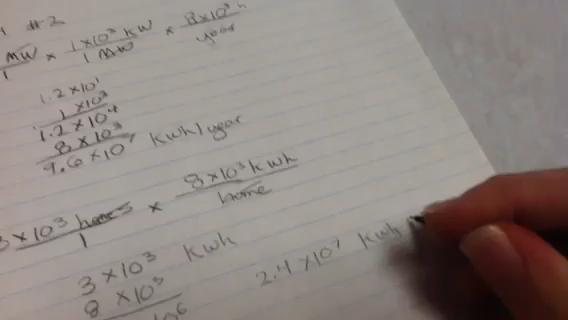 #2
MW/1 × 1×10³ KW/1 MW × 8×10³ h/year
1.2×10¹
1×10³
1.2×10⁴
8×10³
9.6×10⁷ Kwh/year
3×10³ homes/1 × 8×10³ Kwh/home
3×10³ Kwh
8×10³
2.4×10⁷ Kwh